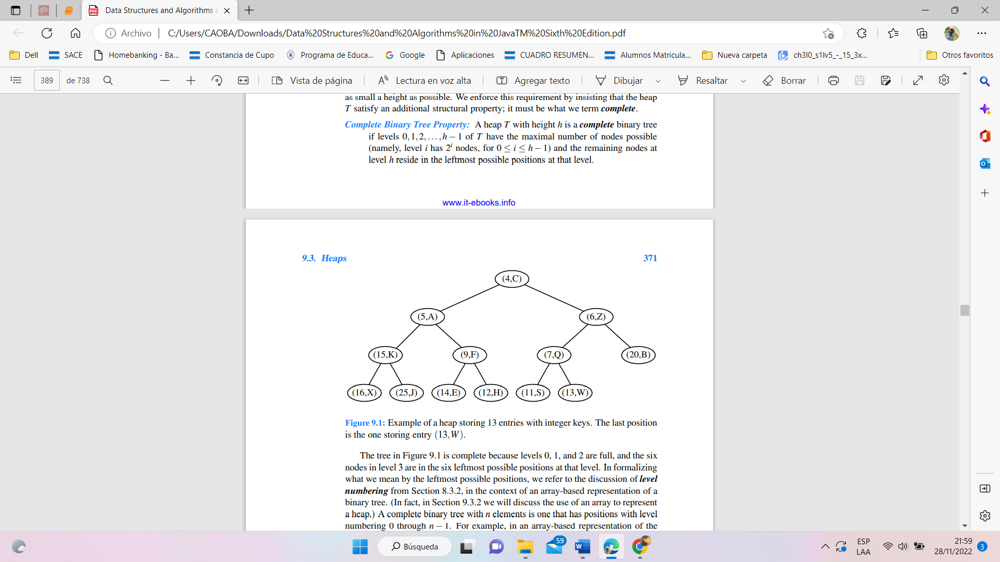 Data Structures and Algorithms i
Archivo
C:/Users/CAOBA/Downloads/Data%20Structures%20and%20Algorithms%20in%20JavaTM%20Sixth%20Edition.pdf
Dell
SACE
Homebanking - Ba...
Constancia de Cupo
Programa de Educa...
Google
Aplicaciones
CUADRO RESUMEN...
Alumnos Matricula...
Nueva carpeta
ch3l0_s1lv5_-_15_3x...
Otros favoritos
389 de 738
Vista de página
Lectura en voz alta
Agregar texto
Dibujar
Resaltar
Borrar
as small a height as possible. We enforce this requirement by insisting that the heap
T satisfy an additional structural property; it must be what we term complete.
Complete Binary Tree Property: A heap T with height h is a complete binary tree
if levels 0,1,2,...,h − 1 of T have the maximal number of nodes possible
(namely, level i has 2^i nodes, for 0 ≤ i ≤ h − 1) and the remaining nodes at
level h reside in the leftmost possible positions at that level.
www.it-ebooks.info
9.3. Heaps 371
(4,C)
(5,A) (6,Z)
(15,K) (9,F) (7,Q) (20,B)
(16,X) (25,J) (14,E) (12,H) (11,S) (13,W)
Figure 9.1: Example of a heap storing 13 entries with integer keys. The last position
is the one storing entry (13,W).
The tree in Figure 9.1 is complete because levels 0, 1, and 2 are full, and the six
nodes in level 3 are in the six leftmost possible positions at that level. In formalizing
what we mean by the leftmost possible positions, we refer to the discussion of level
numbering from Section 8.3.2, in the context of an array-based representation of a
binary tree. (In fact, in Section 9.3.2 we will discuss the use of an array to represent
a heap.) A complete binary tree with n elements is one that has positions with level
numbering 0 through n − 1. For example, in an array-based representation of the
Búsqueda
59
ESP
LAA
21:59
28/11/2022
3